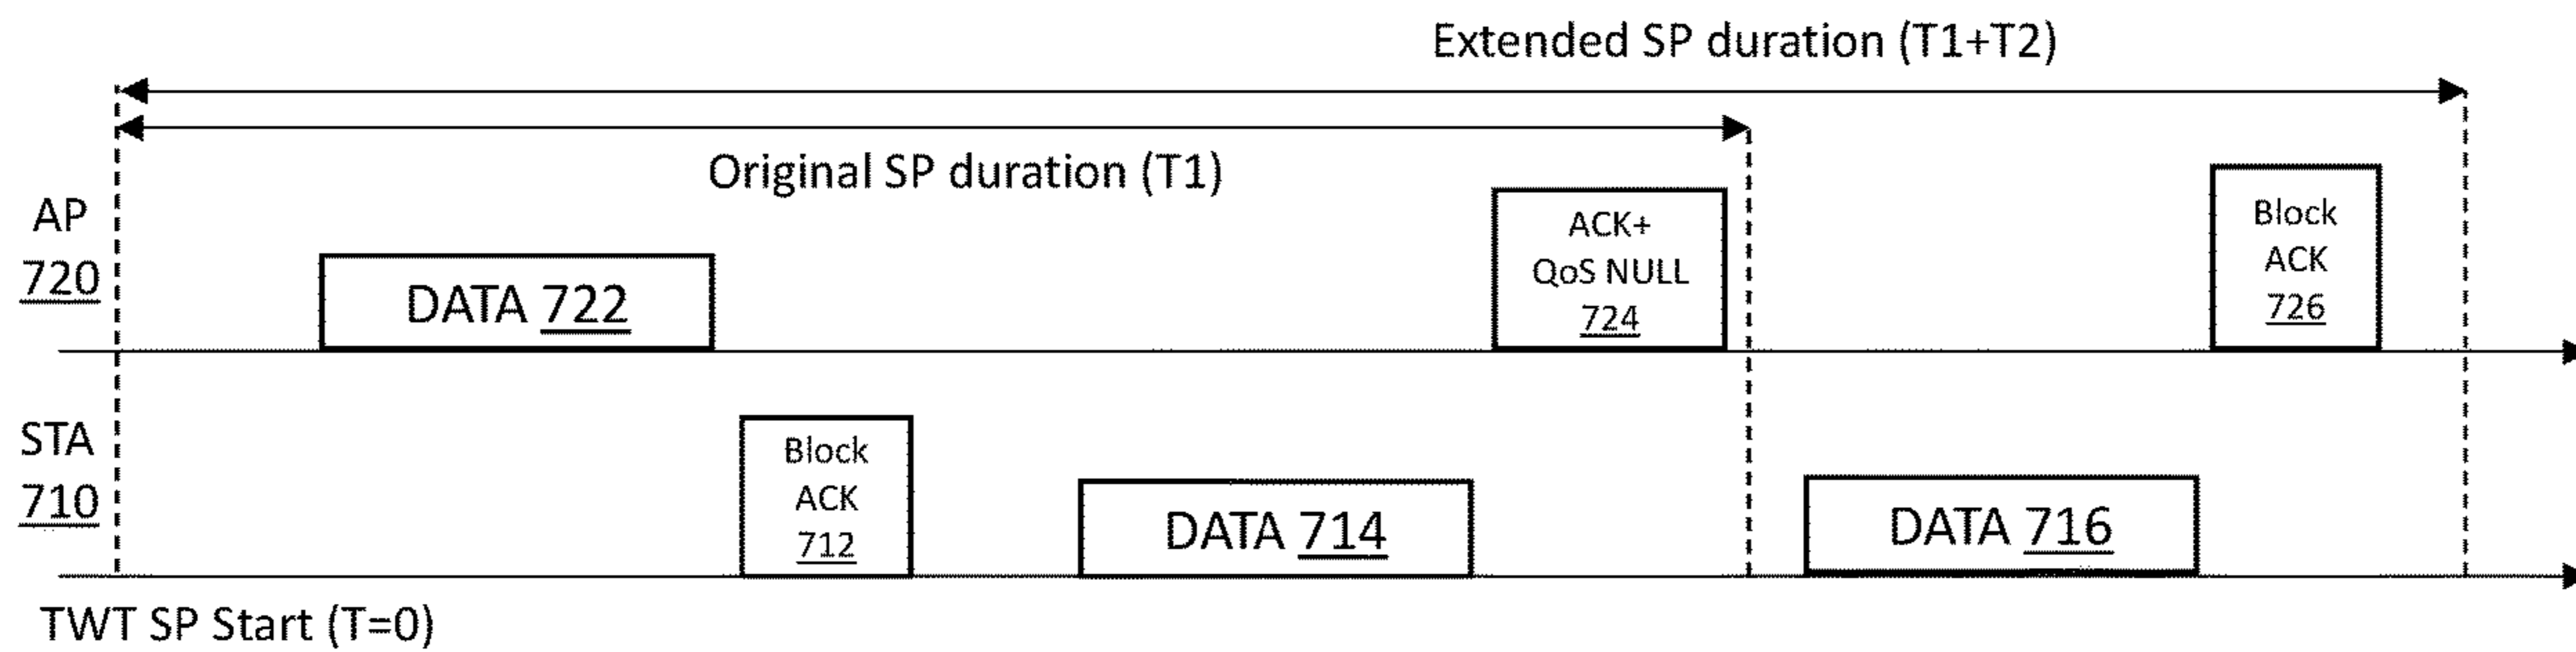 Extended SP duration (T1+T2)
Original SP duration (T1)
AP
720
DATA 722
ACK+
QoS NULL
724
Block
ACK
726
STA
710
Block
ACK
712
DATA 714
DATA 716
TWT SP Start (T=0)